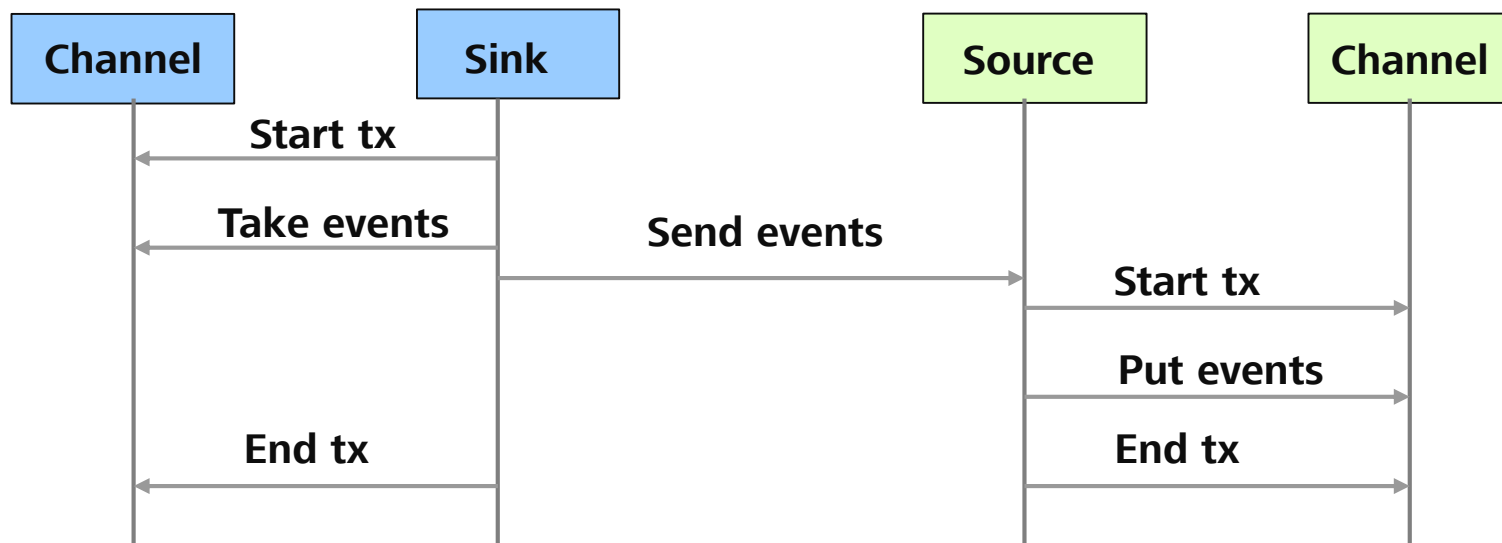 Channel
Sink
Source
Channel
Start tx
Take events
Send events
Start tx
Put events
End tx
End tx